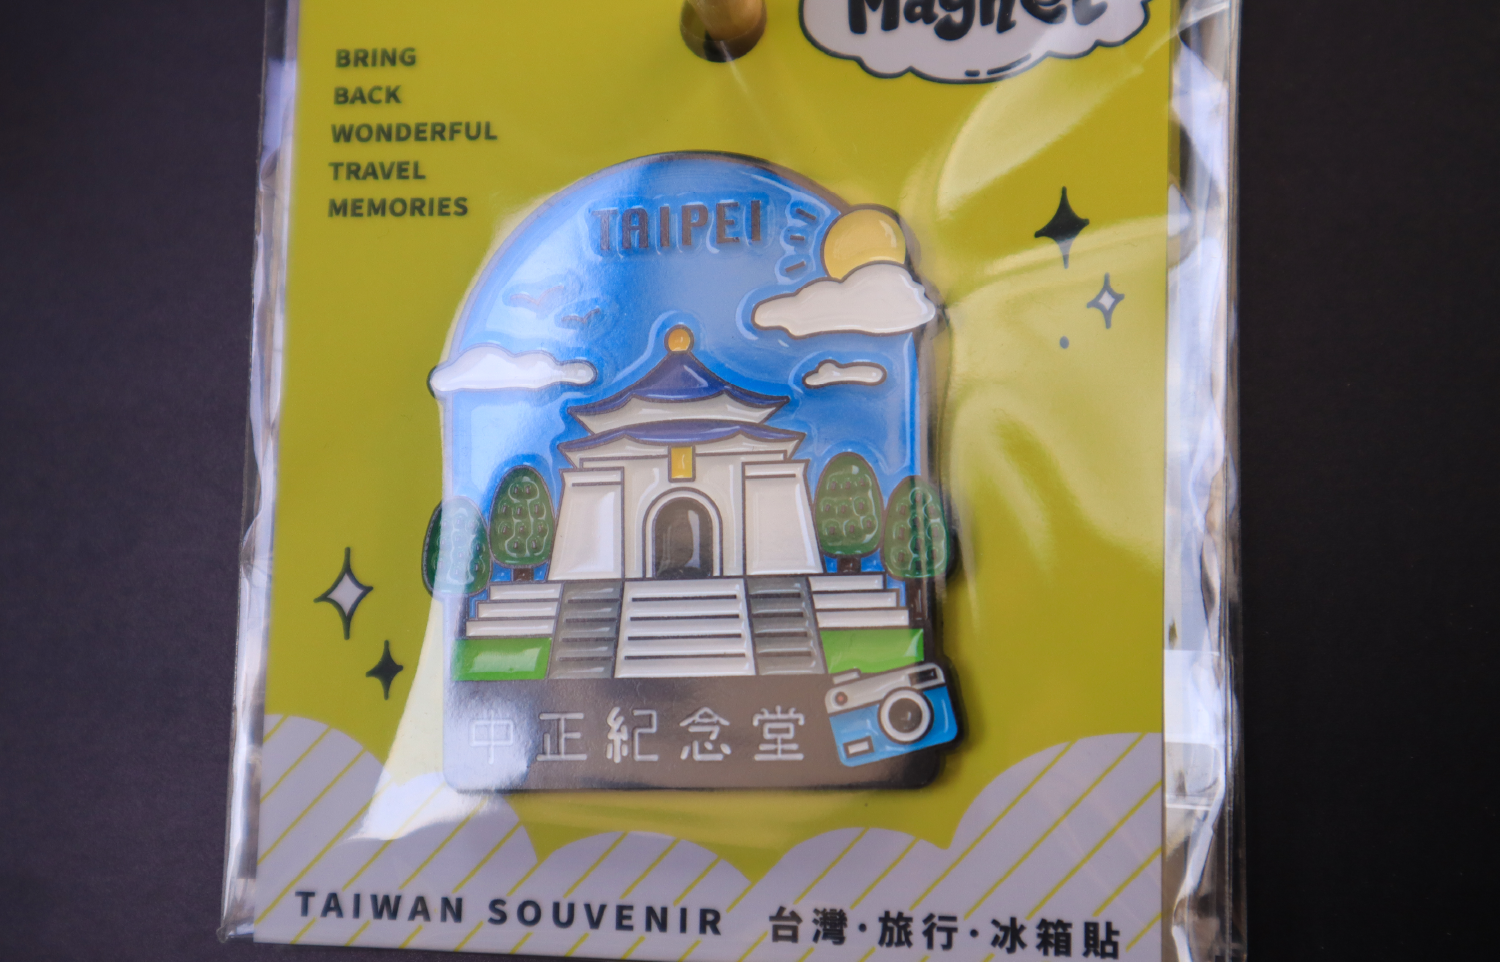 Magnet
BRING
BACK
WONDERFUL
TRAVEL
MEMORIES
TAIPEI
中正紀念堂
TAIWAN SOUVENIR 台灣·旅行·冰箱貼